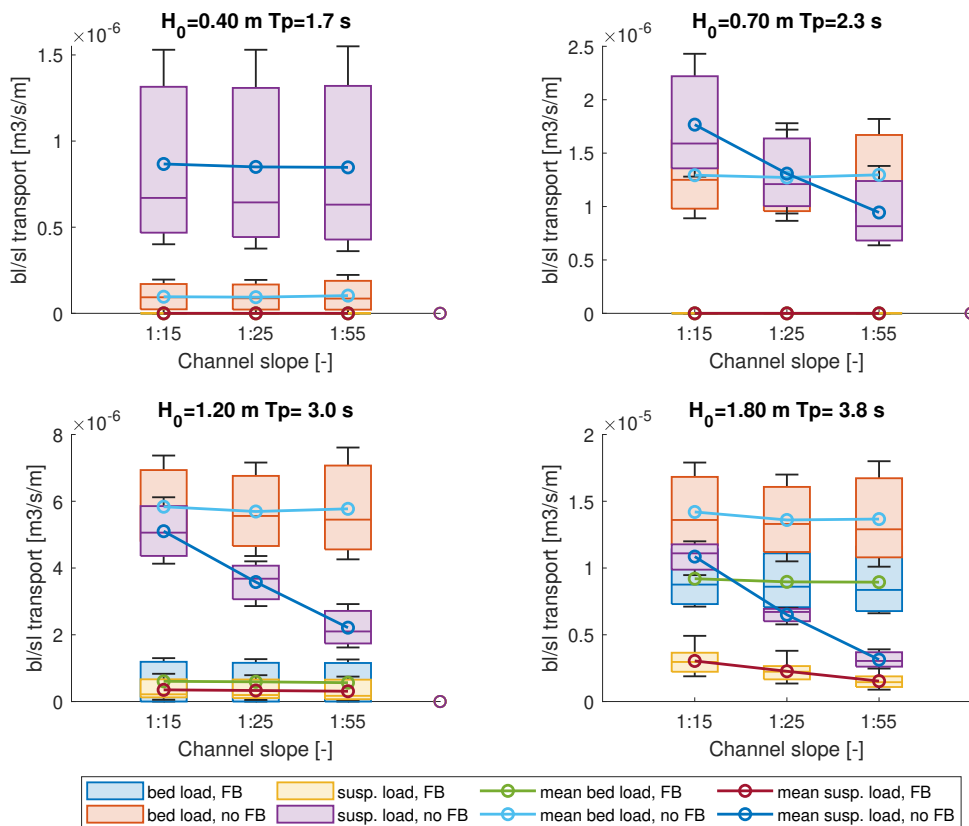 H0=0.40 m Tp=1.7 s
×10-6
bl/sl transport [m3/s/m]
1.5
1
0.5
0
1:15 1:25 1:55
Channel slope [-]
H0=0.70 m Tp=2.3 s
×10-6
bl/sl transport [m3/s/m]
2.5
2
1.5
1
0.5
0
1:15 1:25 1:55
Channel slope [-]
H0=1.20 m Tp= 3.0 s
×10-6
bl/sl transport [m3/s/m]
8
6
4
2
0
1:15 1:25 1:55
Channel slope [-]
H0=1.80 m Tp= 3.8 s
×10-5
bl/sl transport [m3/s/m]
2
1.5
1
0.5
0
1:15 1:25 1:55
Channel slope [-]
bed load, FB susp. load, FB mean bed load, FB mean susp. load, FB
bed load, no FB susp. load, no FB mean bed load, no FB mean susp. load, no FB